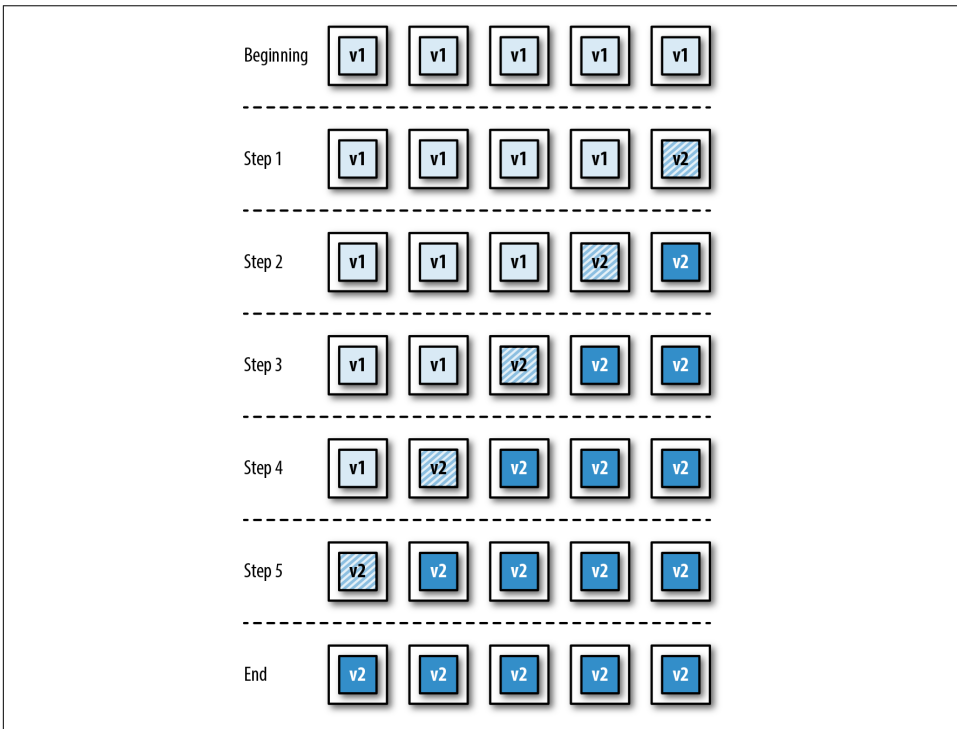 Beginning v1 v1 v1 v1 v1
Step 1 v1 v1 v1 v1 v2
Step 2 v1 v1 v1 v2 v2
Step 3 v1 v1 v2 v2 v2
Step 4 v1 v2 v2 v2 v2
Step 5 v2 v2 v2 v2 v2
End v2 v2 v2 v2 v2